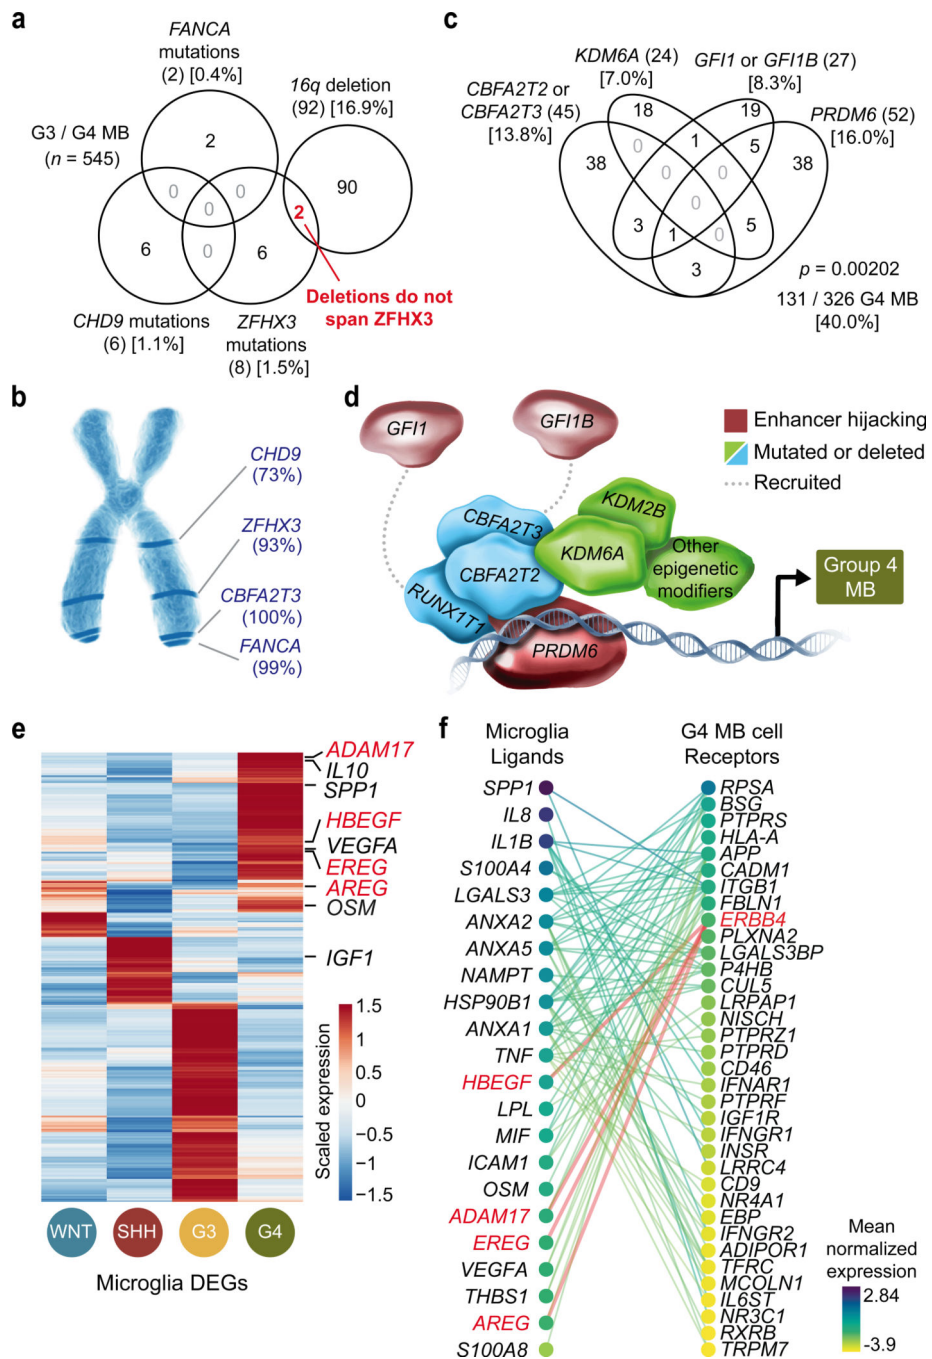 a
FANCA
mutations
(2) [0.4%]
16q deletion
(92) [16.9%]
G3 / G4 MB
(n = 545)
2
90
0
0
0
2
6
0
6
Deletions do not
span ZFHX3
CHD9 mutations
(6) [1.1%]
ZFHX3
mutations
(8) [1.5%]
c
KDM6A (24)
[7.0%]
GFI1 or GFI1B (27)
[8.3%]
CBFA2T2 or
CBFA2T3 (45)
[13.8%]
PRDM6 (52)
[16.0%]
18
19
1
38
0
0
5
38
0
0
3
1
0
5
3
p = 0.00202
131 / 326 G4 MB
[40.0%]
b
CHD9
(73%)
ZFHX3
(93%)
CBFA2T3
(100%)
FANCA
(99%)
d
GFI1
GFI1B
Enhancer hijacking
Mutated or deleted
Recruited
CBFA2T3
KDM2B
CBFA2T2
KDM6A
Other
epigenetic
modifiers
RUNX1T1
PRDM6
Group 4
MB
e
ADAM17
IL10
SPP1
HBEGF
VEGFA
EREG
AREG
OSM
IGF1
Scaled expression
1.5
1
0.5
0
−0.5
−1
−1.5
WNT
SHH
G3
G4
Microglia DEGs
f
Microglia
Ligands
SPP1
IL8
IL1B
S100A4
LGALS3
ANXA2
ANXA5
NAMPT
HSP90B1
ANXA1
TNF
HBEGF
LPL
MIF
ICAM1
OSM
ADAM17
EREG
VEGFA
THBS1
AREG
S100A8
G4 MB cell
Receptors
RPSA
BSG
PTPRS
HLA-A
APP
CADM1
ITGB1
FBLN1
ERBB4
PLXNA2
LGALS3BP
P4HB
CUL5
LRPAP1
NISCH
PTPRZ1
PTPRD
CD46
IFNAR1
PTPRF
IGF1R
IFNGR1
INSR
LRRC4
CD9
NR4A1
EBP
IFNGR2
ADIPOR1
TFRC
MCOLN1
IL6ST
NR3C1
RXRB
TRPM7
Mean
normalized
expression
2.84
-3.9